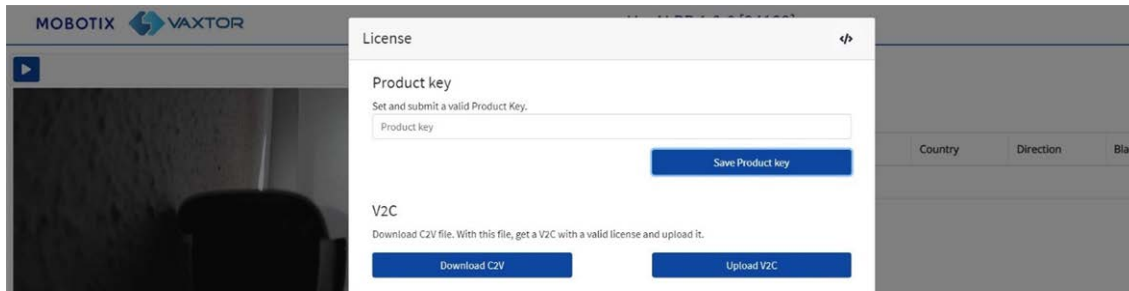 MOBOTIX VAXTOR
License </>
Product key
Set and submit a valid Product Key.
Product key
Save Product key
Country Direction
V2C
Download C2V file. With this file, get a V2C with a valid license and upload it.
Download C2V Upload V2C